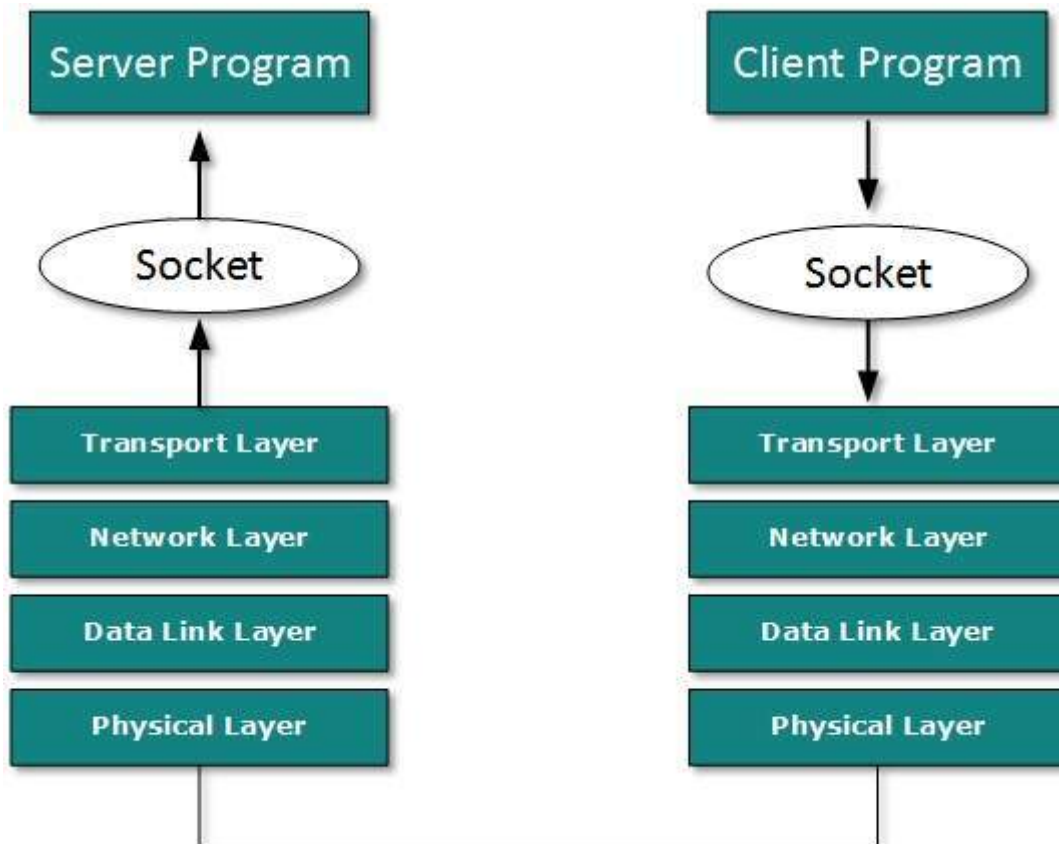 Server Program
Client Program
Socket
Socket
Transport Layer
Transport Layer
Network Layer
Network Layer
Data Link Layer
Data Link Layer
Physical Layer
Physical Layer